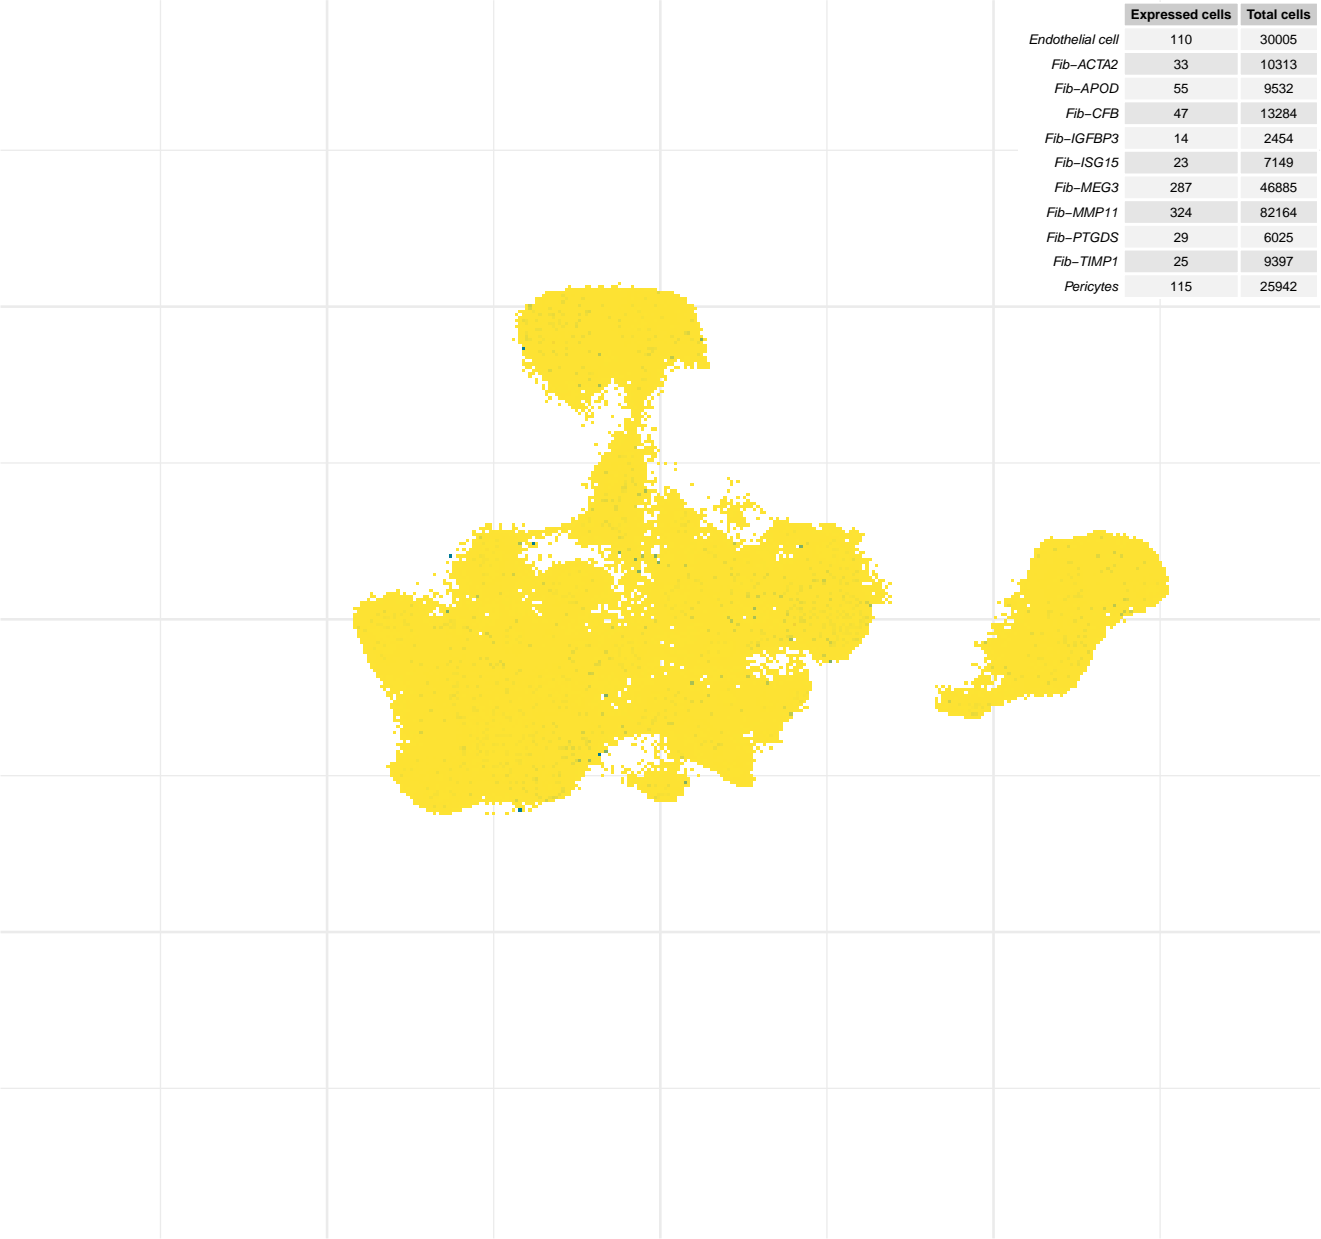 Expressed cells Total cells
Endothelial cell 110 30005
Fib−ACTA2 33 10313
Fib−APOD 55 9532
Fib−CFB 47 13284
Fib−IGFBP3 14 2454
Fib−ISG15 23 7149
Fib−MEG3 287 46885
Fib−MMP11 324 82164
Fib−PTGDS 29 6025
Fib−TIMP1 25 9397
Pericytes 115 25942